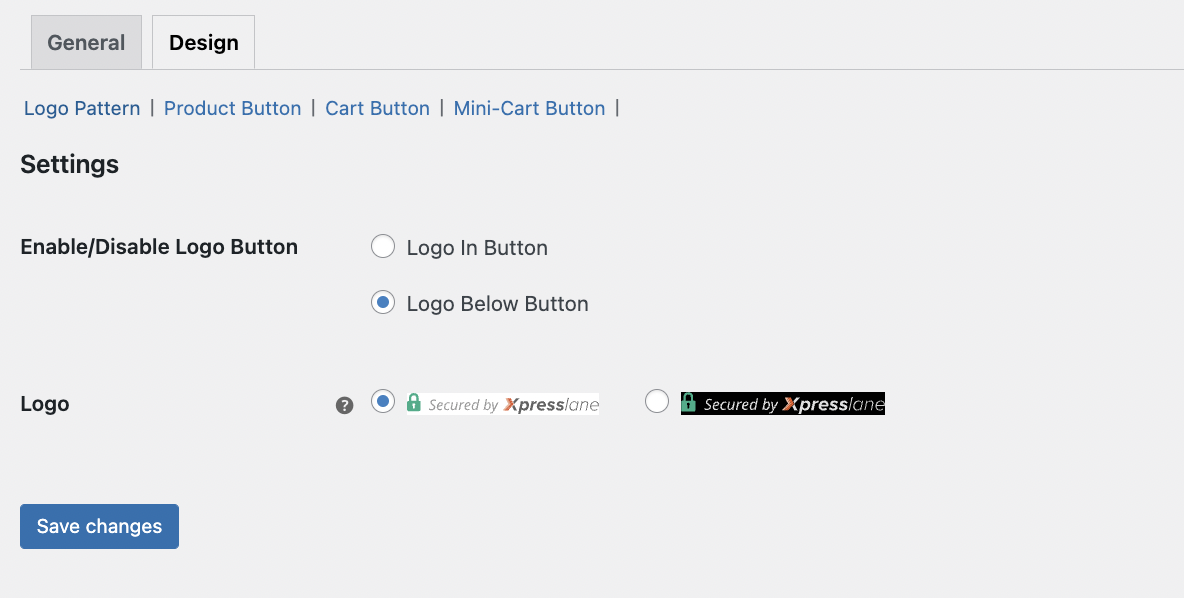 General Design
Logo Pattern | Product Button | Cart Button | Mini-Cart Button |
Settings
Enable/Disable Logo Button Logo In Button
Logo Below Button
Logo ? Secured by Xpresslane Secured by Xpresslane
Save changes